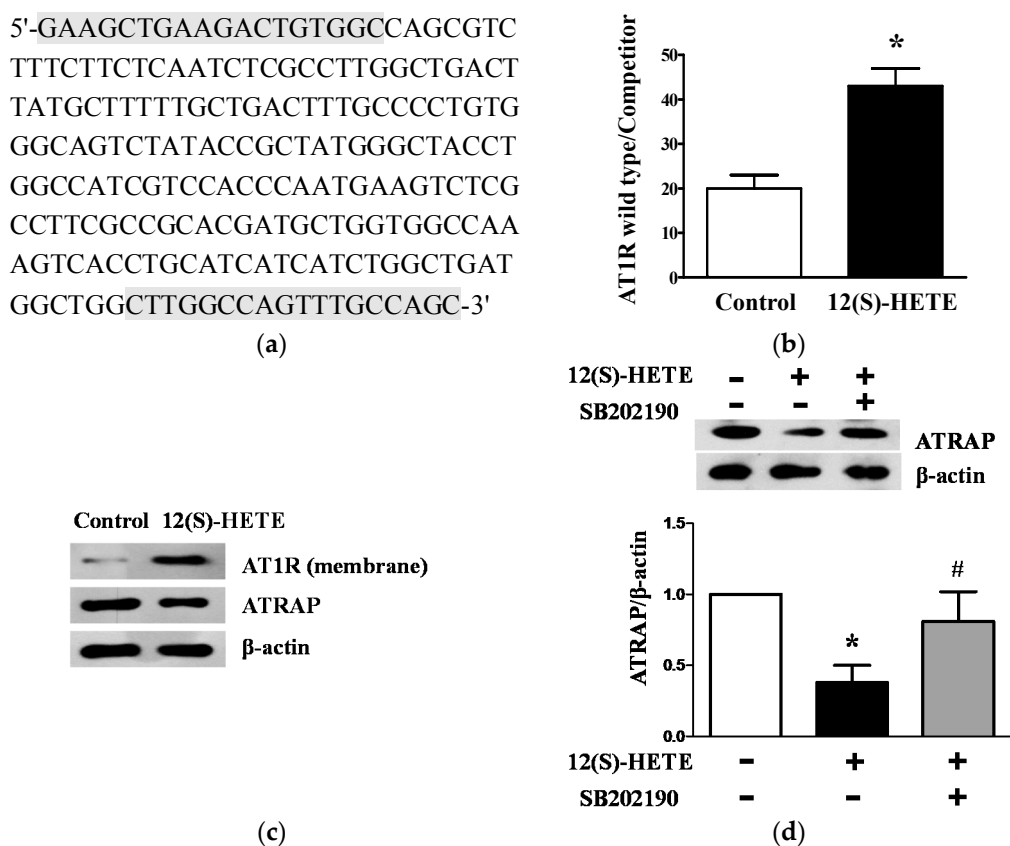 5'-GAAGCTGAAGACTGTGGCCAGCGTC
TTTCTTCTCAATCTCGCCTTGGCTGACT
TATGCTTTTTGCTGACTTTGCCCCTGTG
GGCAGTCTATACCGCTATGGGCTACCT
GGCCATCGTCCACCCAATGAAGTCTCG
CCTTCGCCGCACGATGCTGGTGGCCAA
AGTCACCTGCATCATCATCTGGCTGAT
GGCTGGCTTGGCCAGTTTGCCAGC-3'
(a)
AT1R wild type/Competitor
50
40
30
20
10
0
*
Control 12(S)-HETE
(b)
Control 12(S)-HETE
AT1R (membrane)
ATRAP
β-actin
(c)
12(S)-HETE - + +
SB202190 - - +
ATRAP
β-actin
ATRAP/β-actin
1.5
1.0
0.5
0.0
*
#
12(S)-HETE - + +
SB202190 - - +
(d)